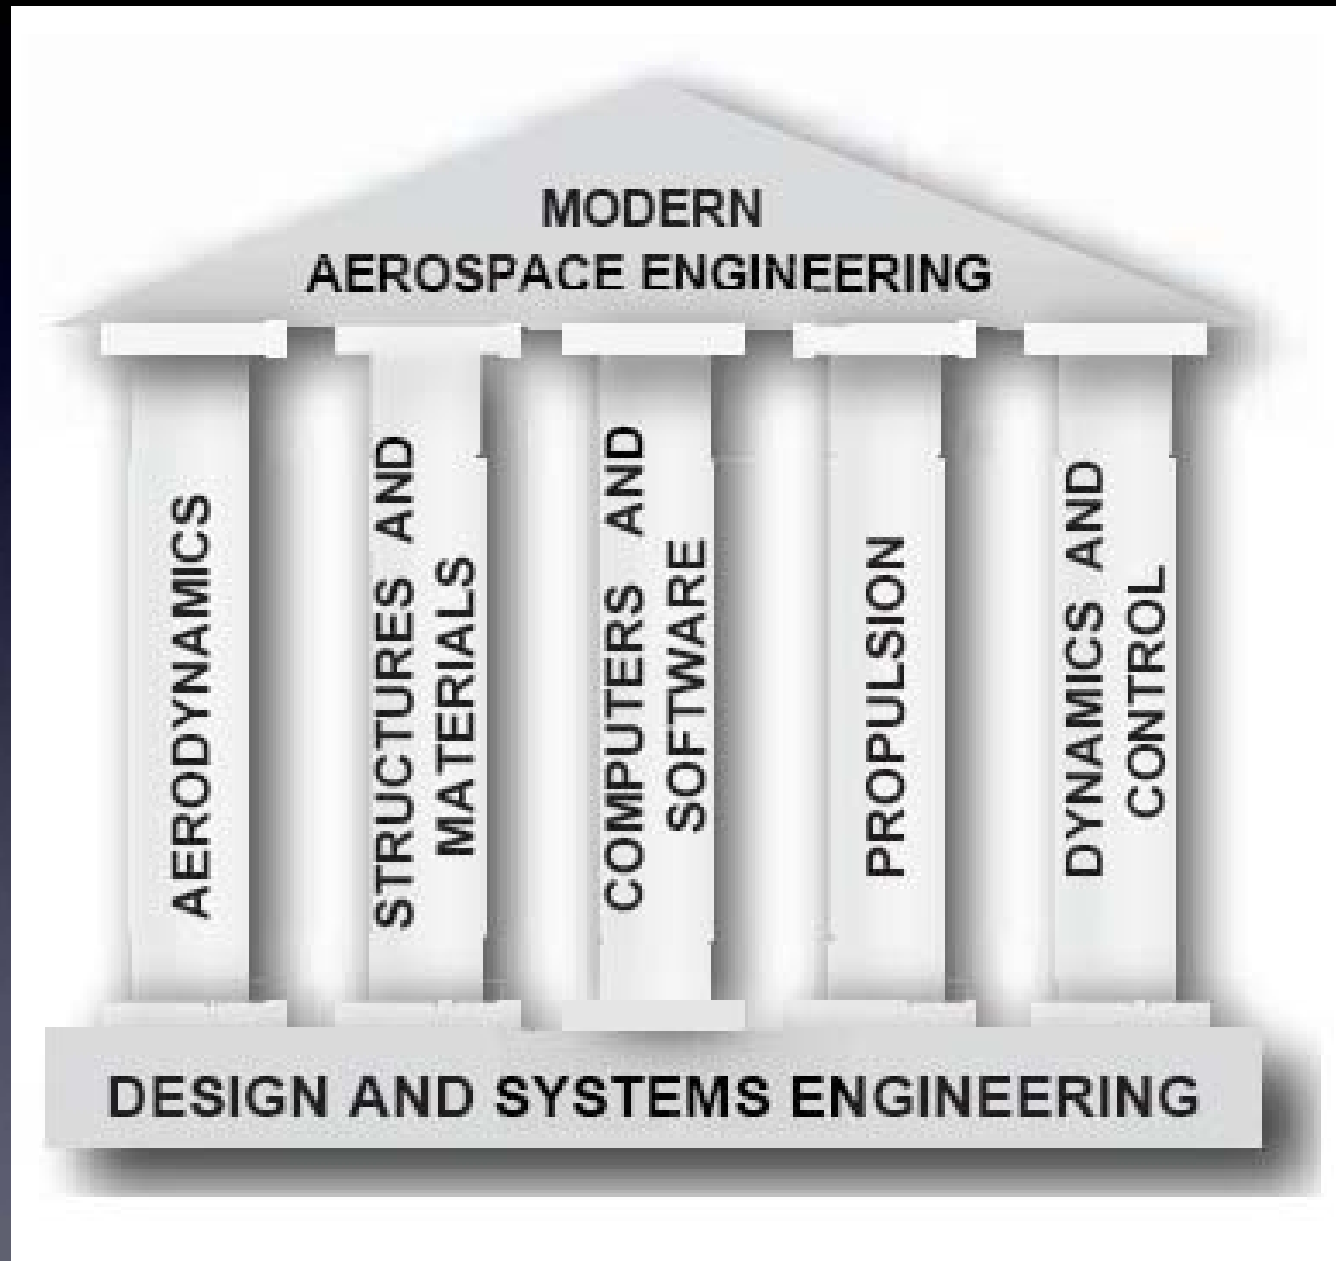 MODERN
AEROSPACE ENGINEERING
AERODYNAMICS
STRUCTURES AND
MATERIALS
COMPUTERS AND
SOFTWARE
PROPULSION
DYNAMICS AND
CONTROL
DESIGN AND SYSTEMS ENGINEERING